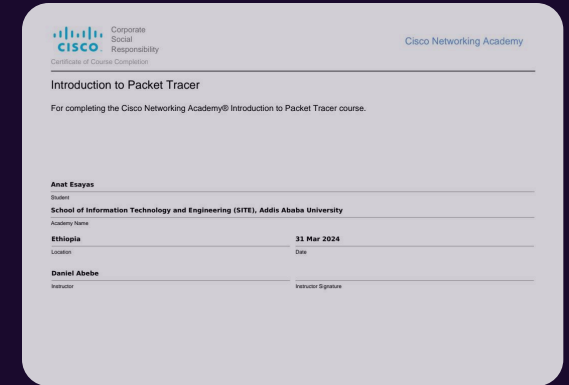 CISCO.
Corporate
Social
Responsibility
Cisco Networking Academy
Certificate of Course Completion
Introduction to Packet Tracer
For completing the Cisco Networking Academy® Introduction to Packet Tracer course.
Anat Esayas
Student
School of Information Technology and Engineering (SITE), Addis Ababa University
Academy Name
Ethiopia
31 Mar 2024
Location
Date
Daniel Abebe
Instructor
Instructor Signature